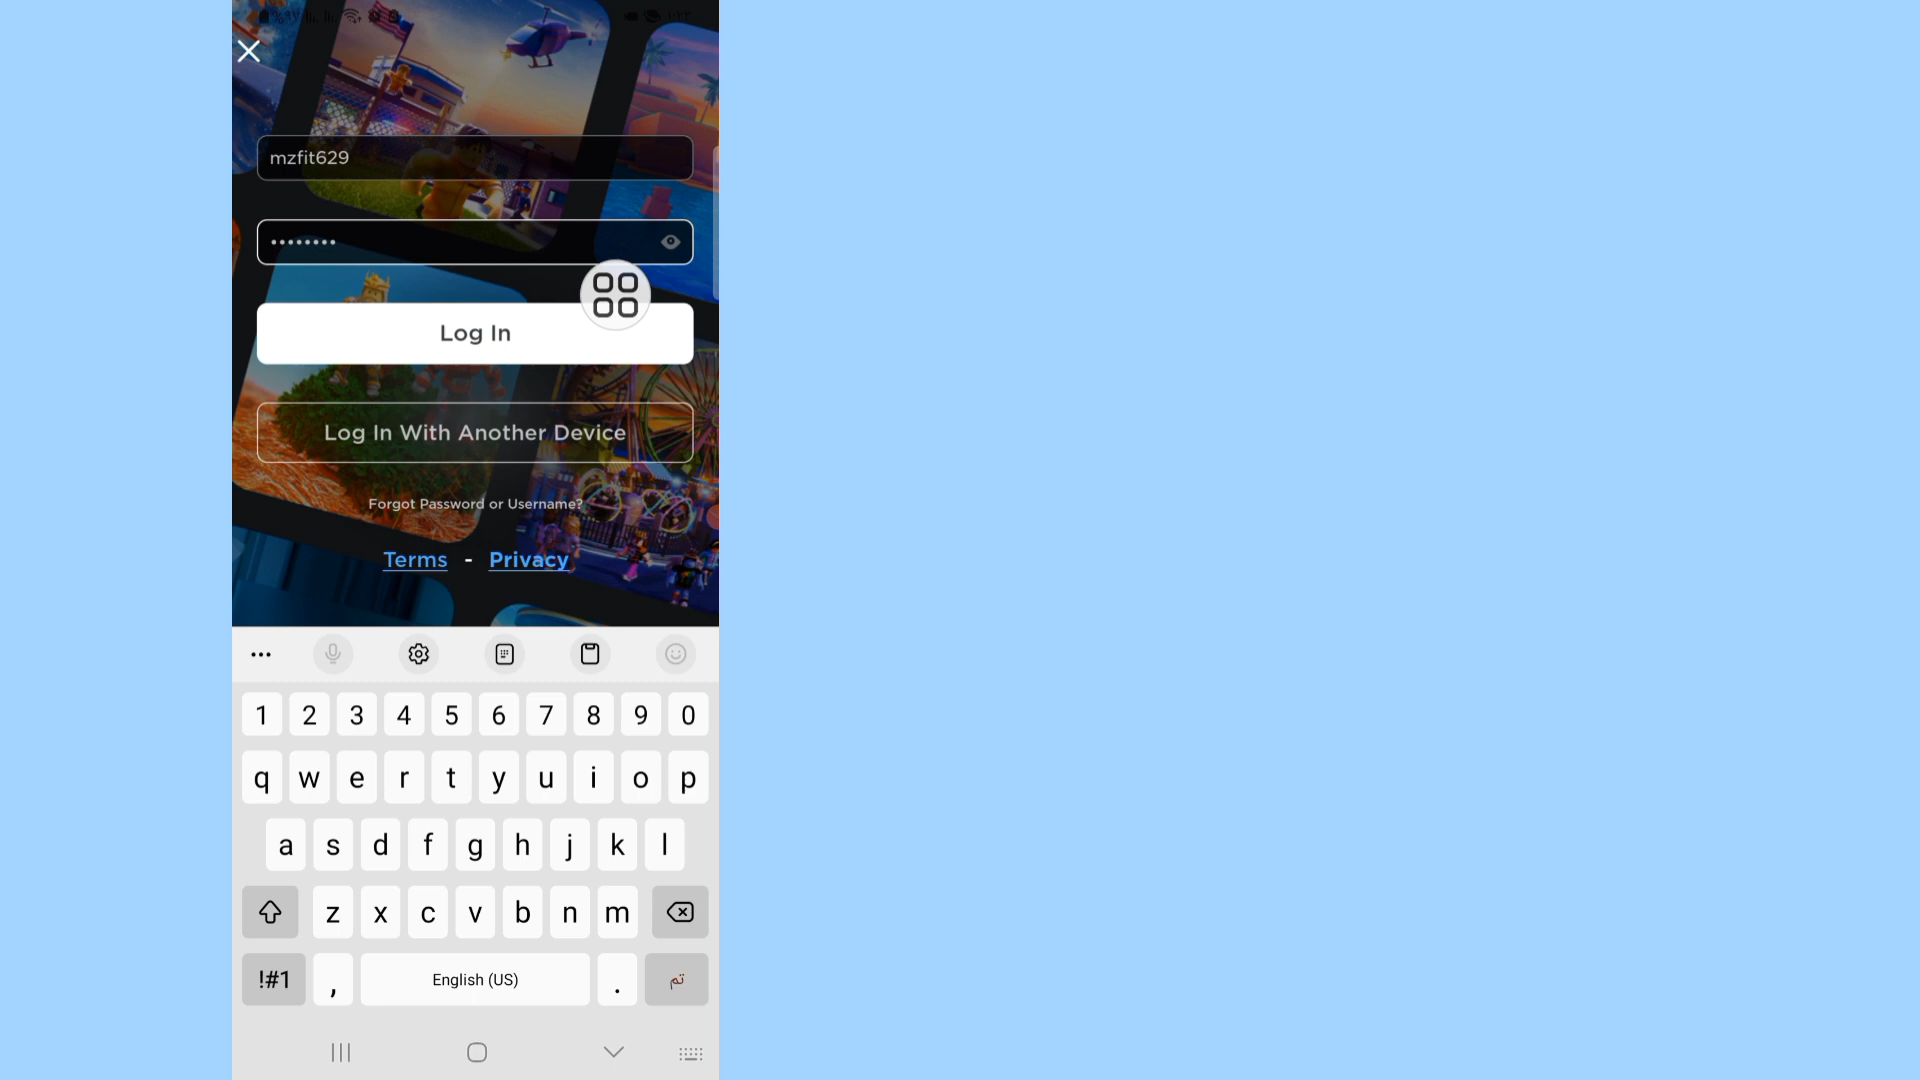 mzfit629
••••••••
Log In
Log In With Another Device
Forgot Password or Username?
Terms - Privacy
1 2 3 4 5 6 7 8 9 0
q w e r t y u i o p
a s d f g h j k l
z x c v b n m
!#1 , English (US) . تم